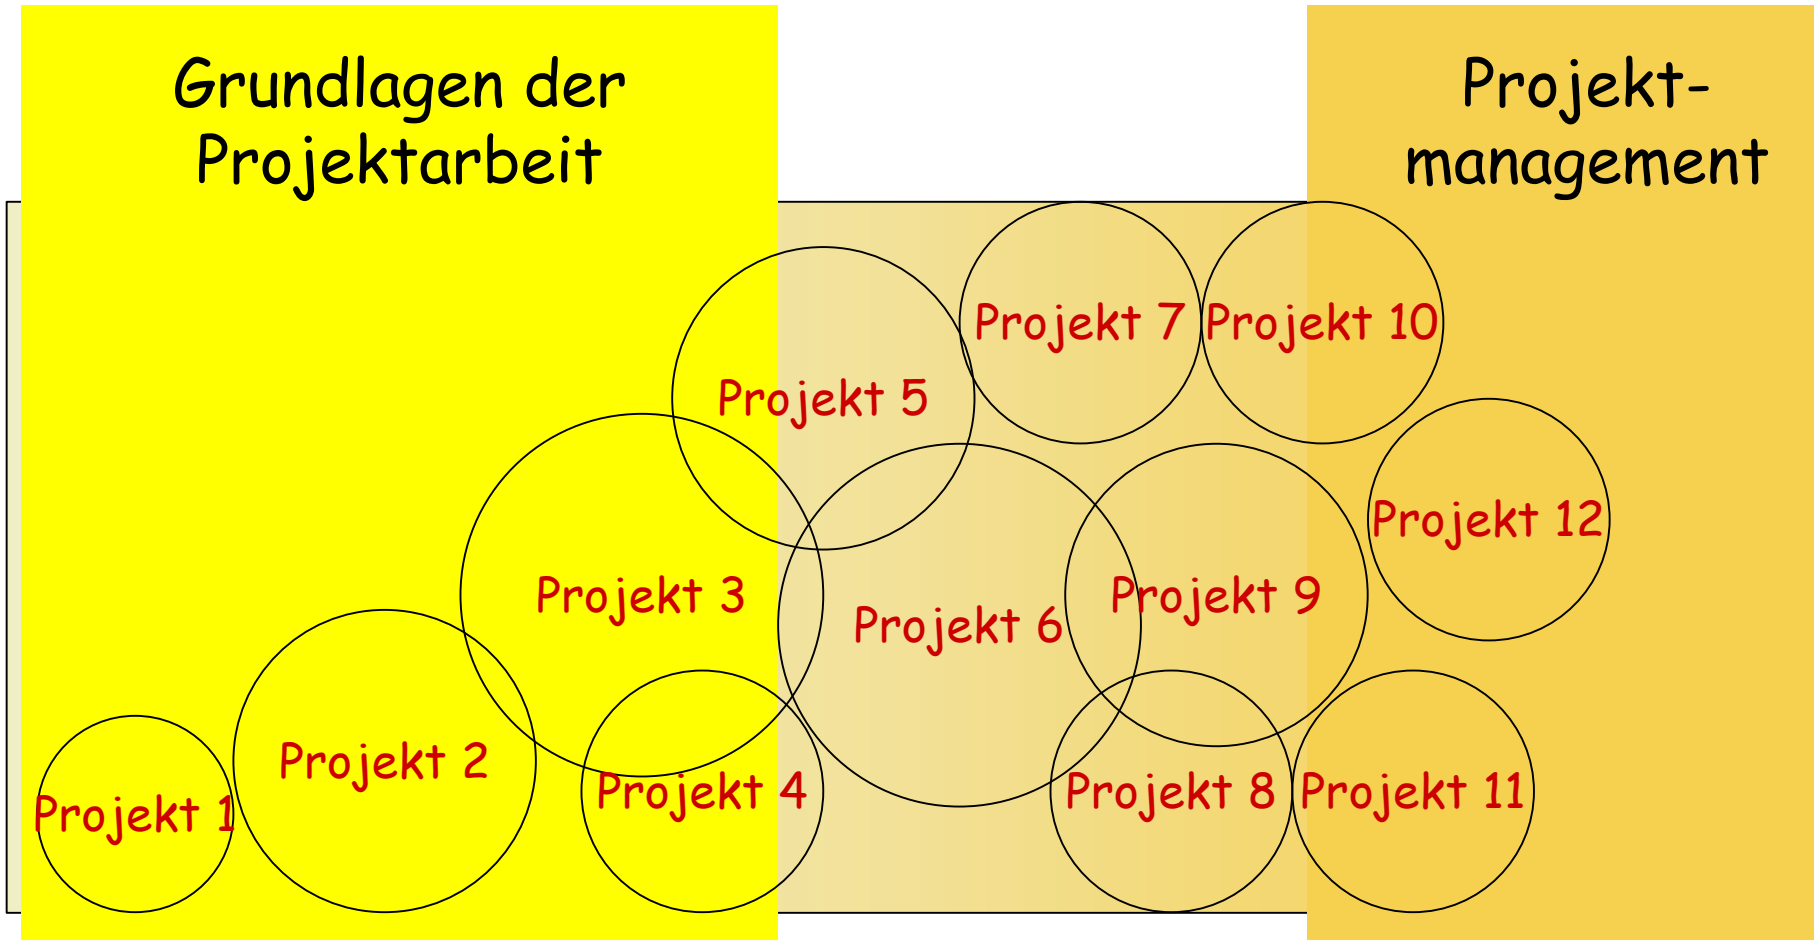 Grundlagen der
Projektarbeit
Projekt-
management
Projekt 7
Projekt 10
Projekt 5
Projekt 12
Projekt 3
Projekt 6
Projekt 9
Projekt 2
Projekt 1
Projekt 4
Projekt 8
Projekt 11